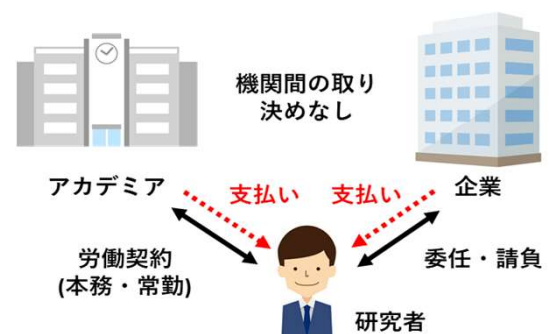 機関間の取り
決めなし
アカデミア
支払い
支払い
企業
労働契約
(本務・常勤)
委任・請負
研究者